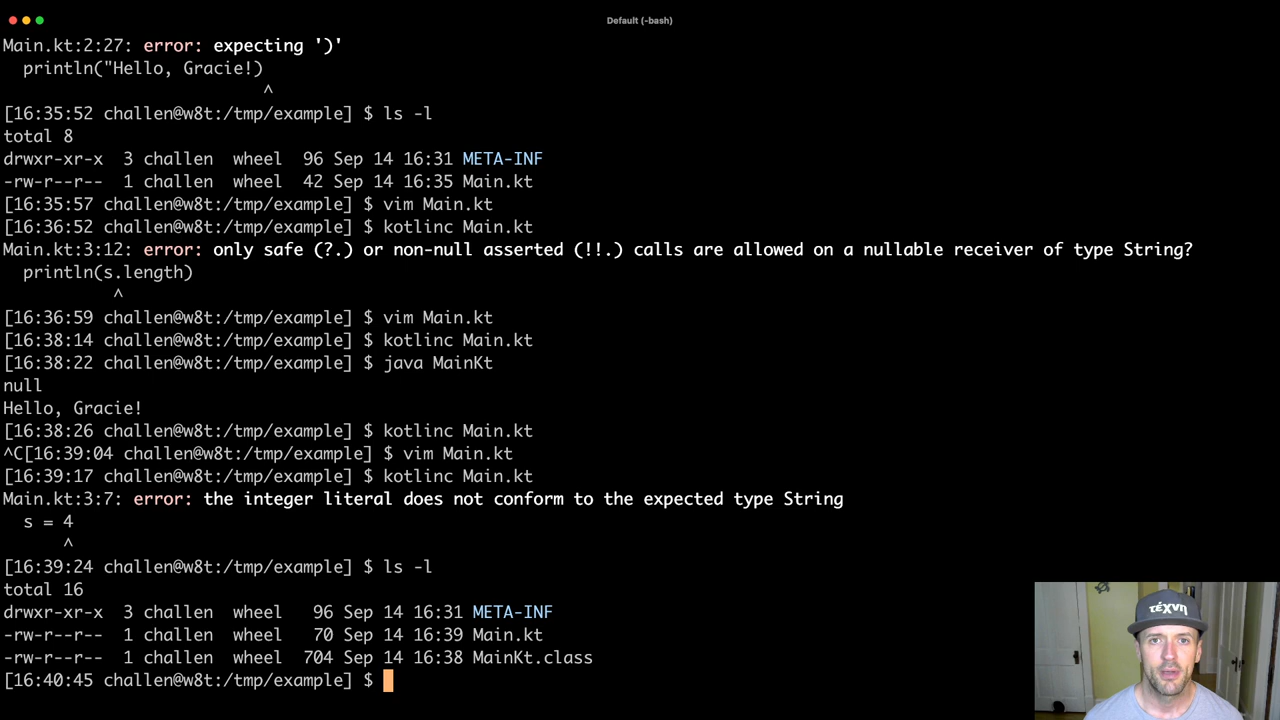 Default (-bash)
Main.kt:2:27: error: expecting ')'
  println("Hello, Gracie!)
                          ^
[16:35:52 challen@w8t:/tmp/example] $ ls -l
total 8
drwxr-xr-x  3 challen  wheel  96 Sep 14 16:31 META-INF
-rw-r--r--  1 challen  wheel  42 Sep 14 16:35 Main.kt
[16:35:57 challen@w8t:/tmp/example] $ vim Main.kt
[16:36:52 challen@w8t:/tmp/example] $ kotlinc Main.kt
Main.kt:3:12: error: only safe (?.) or non-null asserted (!!.) calls are allowed on a nullable receiver of type String?
  println(s.length)
           ^
[16:36:59 challen@w8t:/tmp/example] $ vim Main.kt
[16:38:14 challen@w8t:/tmp/example] $ kotlinc Main.kt
[16:38:22 challen@w8t:/tmp/example] $ java MainKt
null
Hello, Gracie!
[16:38:26 challen@w8t:/tmp/example] $ kotlinc Main.kt
^C[16:39:04 challen@w8t:/tmp/example] $ vim Main.kt
[16:39:17 challen@w8t:/tmp/example] $ kotlinc Main.kt
Main.kt:3:7: error: the integer literal does not conform to the expected type String
  s = 4
      ^
[16:39:24 challen@w8t:/tmp/example] $ ls -l
total 16
drwxr-xr-x  3 challen  wheel   96 Sep 14 16:31 META-INF
-rw-r--r--  1 challen  wheel   70 Sep 14 16:39 Main.kt
-rw-r--r--  1 challen  wheel  704 Sep 14 16:38 MainKt.class
[16:40:45 challen@w8t:/tmp/example] $
τέχνη